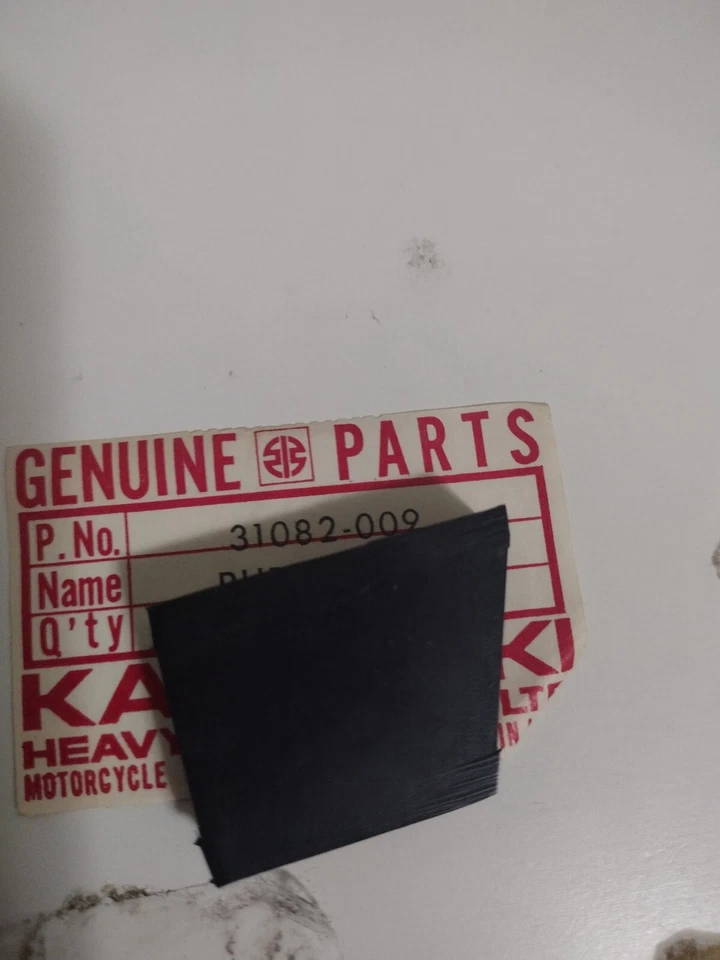 GENUINE PARTS
P.No. 31082-009
Name
Q'ty
HEAVY
MOTORCYCLE